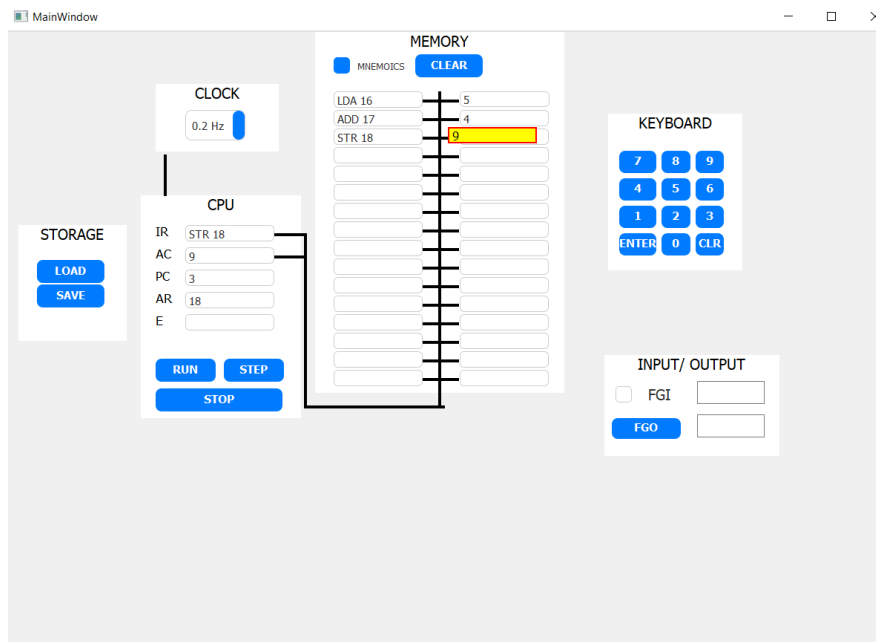 MainWindow
MEMORY
MNEMOICS CLEAR
LDA 16 5
ADD 17 4
STR 18 9
CLOCK
0.2 Hz
CPU
IR STR 18
AC 9
PC 3
AR 18
E
RUN STEP
STOP
STORAGE
LOAD
SAVE
KEYBOARD
7 8 9
4 5 6
1 2 3
ENTER 0 CLR
INPUT/ OUTPUT
FGI
FGO